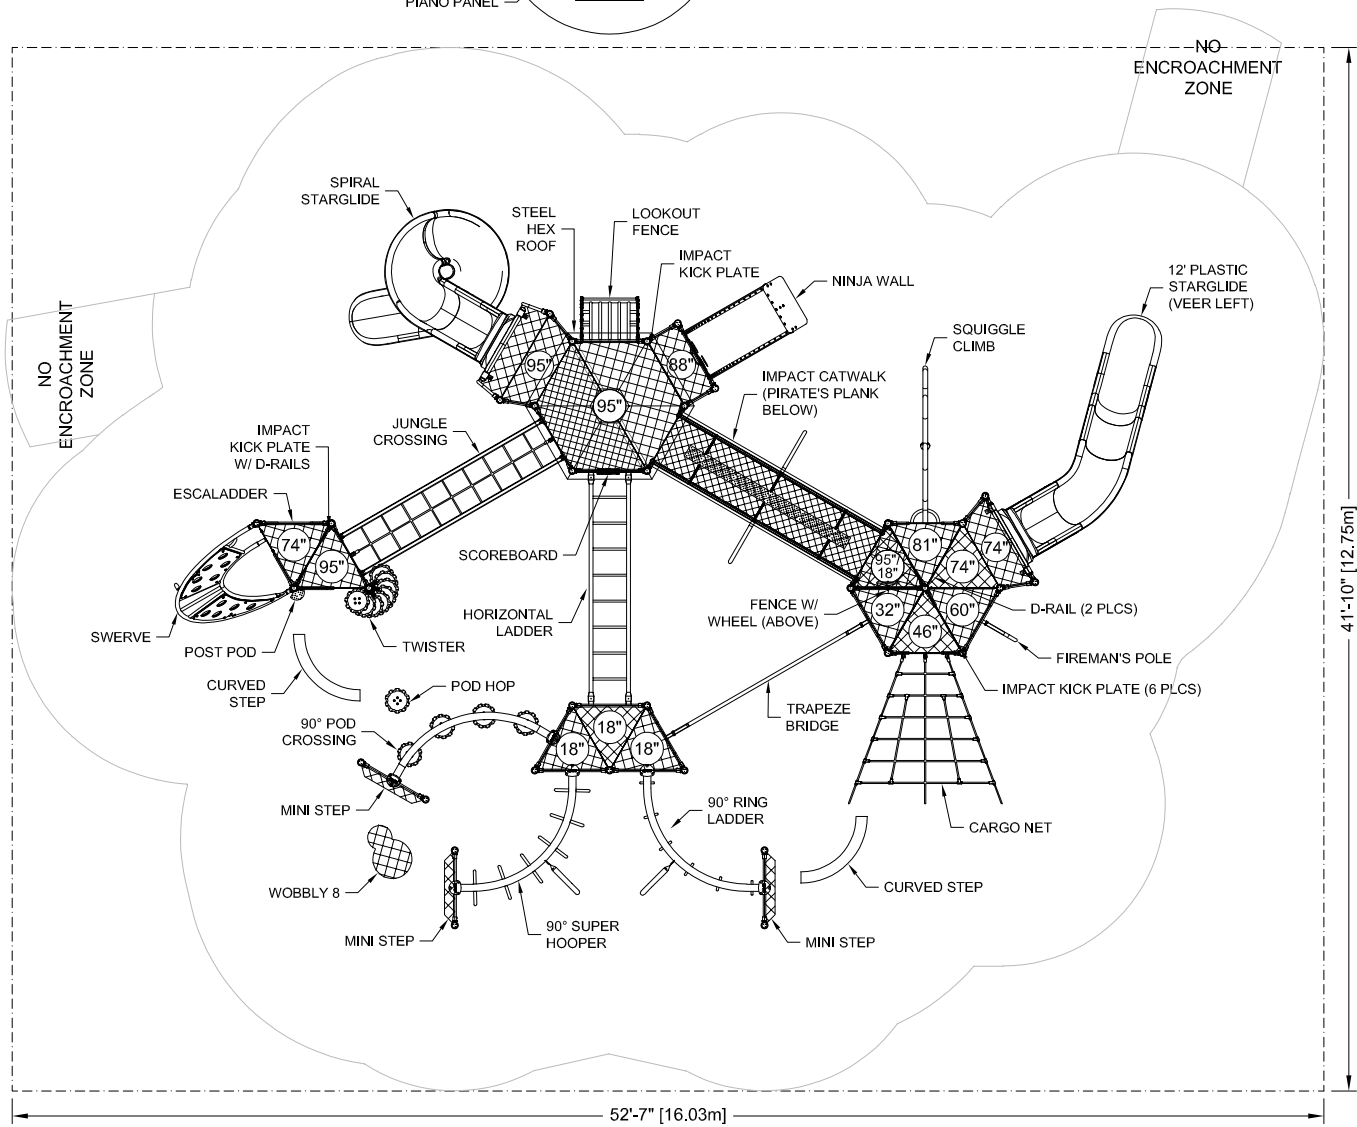 PIANO PANEL
NO
ENCROACHMENT
ZONE
SPIRAL
STARGLIDE
STEEL
HEX
ROOF
LOOKOUT
FENCE
IMPACT
KICK PLATE
NINJA WALL
12' PLASTIC
STARGLIDE
(VEER LEFT)
SQUIGGLE
CLIMB
NO
ENCROACHMENT
ZONE
95"
88"
95"
IMPACT CATWALK
(PIRATE'S PLANK
BELOW)
JUNGLE
CROSSING
IMPACT
KICK PLATE
W/ D-RAILS
ESCALADDER
74"
95"
SCOREBOARD
81"
74"
95"/
18"
74"
32"
60"
46"
41'-10" [12.75m]
HORIZONTAL
LADDER
FENCE W/
WHEEL (ABOVE)
D-RAIL (2 PLCS)
SWERVE
POST POD
TWISTER
FIREMAN'S POLE
CURVED
STEP
POD HOP
IMPACT KICK PLATE (6 PLCS)
TRAPEZE
BRIDGE
90° POD
CROSSING
18"
18"
18"
MINI STEP
90° RING
LADDER
CARGO NET
WOBBLY 8
CURVED STEP
MINI STEP
90° SUPER
HOOPER
MINI STEP
52'-7" [16.03m]